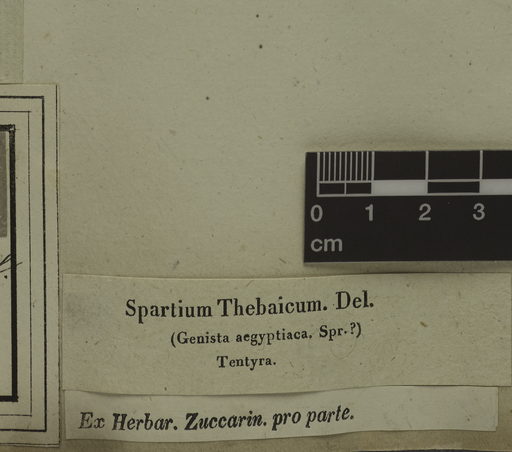 0 1 2 3
cm
Spartium Thebaicum. Del.
(Genista aegyptiaca. Spr.?)
Tentyra.
Ex Herbar. Zuccarin. pro parte.